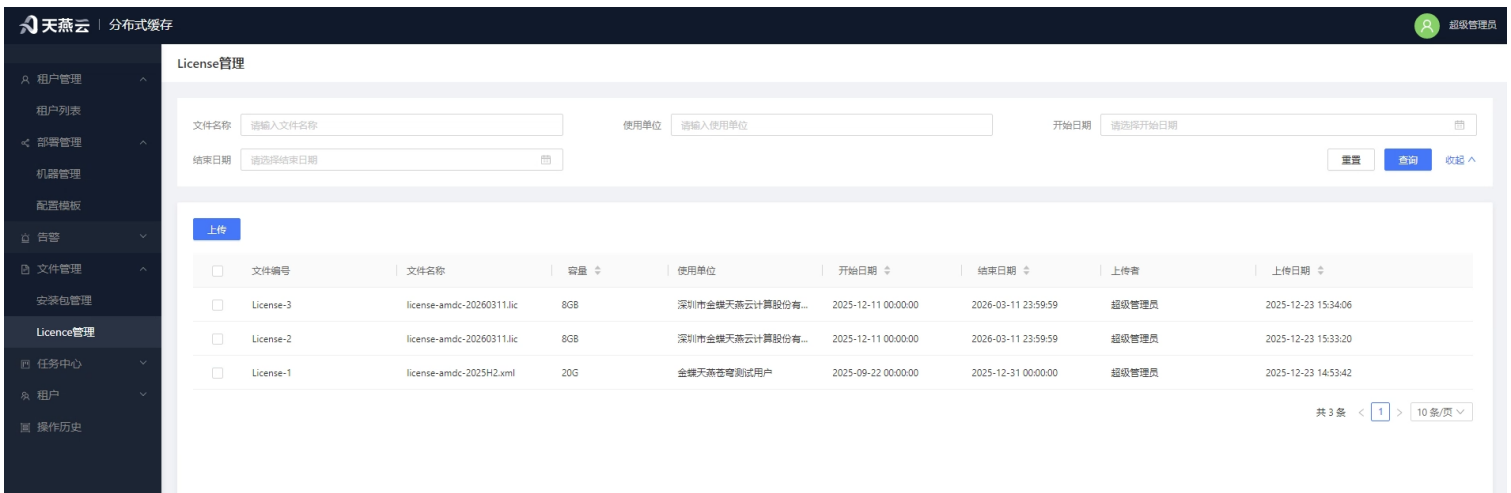 天燕云 | 分布式缓存 超级管理员
License管理
租户管理
租户列表
部署管理
机器管理
配置模板
告警
文件管理
安装包管理
Licence管理
任务中心
租户
操作历史
文件名称 请输入文件名称 使用单位 请输入使用单位 开始日期 请选择开始日期
结束日期 请选择结束日期 重置 查询 收起
上传
文件编号 文件名称 容量 使用单位 开始日期 结束日期 上传者 上传日期
License-3 license-amdc-20260311.lic 8GB 深圳市金蝶天燕云计算股份有... 2025-12-11 00:00:00 2026-03-11 23:59:59 超级管理员 2025-12-23 15:34:06
License-2 license-amdc-20260311.lic 8GB 深圳市金蝶天燕云计算股份有... 2025-12-11 00:00:00 2026-03-11 23:59:59 超级管理员 2025-12-23 15:33:20
License-1 license-amdc-2025H2.xml 20G 金蝶天燕苍穹测试用户 2025-09-22 00:00:00 2025-12-31 00:00:00 超级管理员 2025-12-23 14:53:42
共 3 条 < 1 > 10 条/页